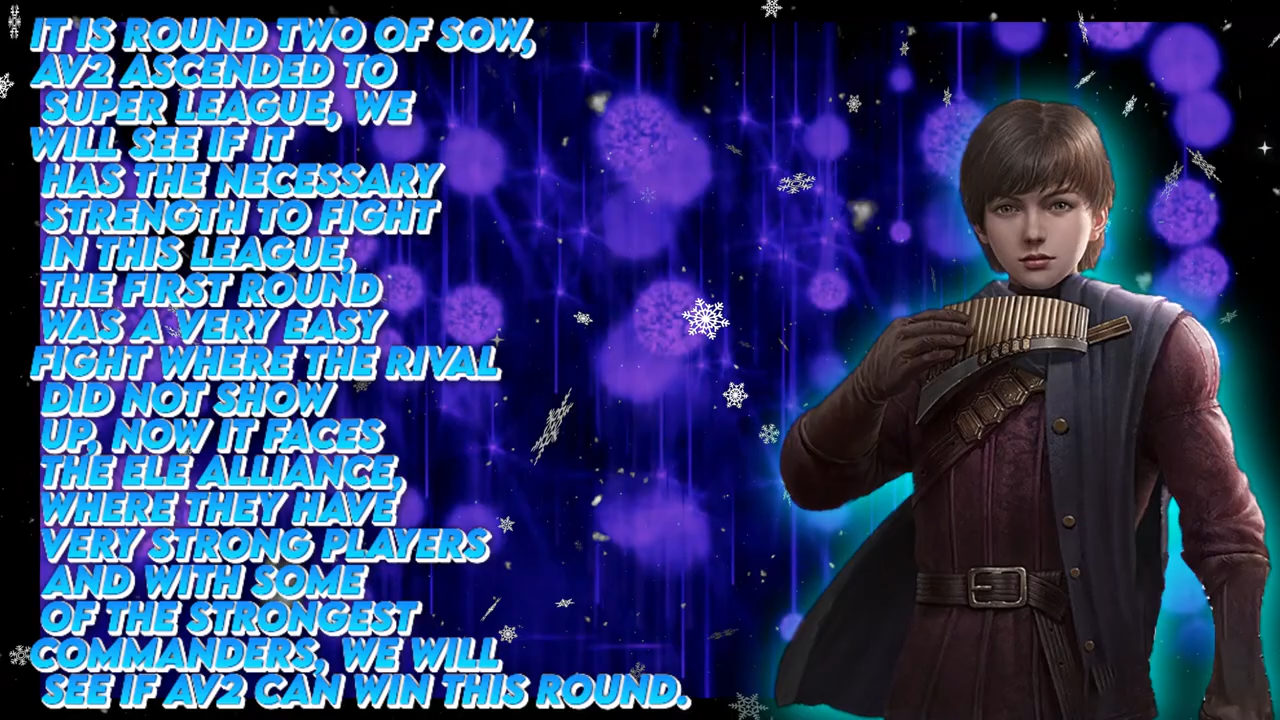 IT IS ROUND TWO OF SOW,
AV2 ASCENDED TO
SUPER LEAGUE, WE
WILL SEE IF IT
HAS THE NECESSARY
STRENGTH TO FIGHT
IN THIS LEAGUE,
THE FIRST ROUND
WAS A VERY EASY
FIGHT WHERE THE RIVAL
DID NOT SHOW
UP, NOW IT FACES
THE ELE ALLIANCE,
WHERE THEY HAVE
VERY STRONG PLAYERS
AND WITH SOME
OF THE STRONGEST
COMMANDERS, WE WILL
SEE IF AV2 CAN WIN THIS ROUND.